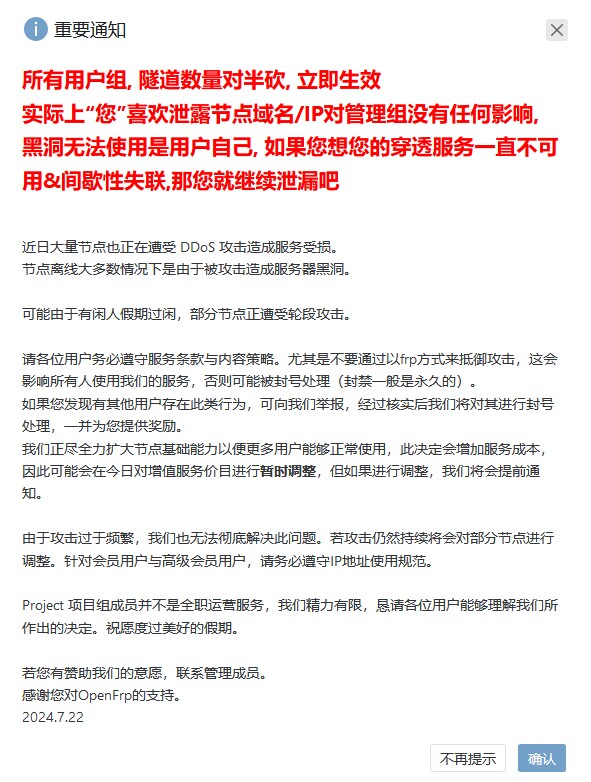 重要通知
所有用户组, 隧道数量对半砍, 立即生效
实际上“您”喜欢泄露节点域名/IP对管理组没有任何影响,
黑洞无法使用是用户自己, 如果您想您的穿透服务一直不可
用&间歇性失联,那您就继续泄漏吧
近日大量节点也正在遭受 DDoS 攻击造成服务受损。
节点离线大多数情况下是由于被攻击造成服务器黑洞。
可能由于有闲人假期过闲，部分节点正遭受轮段攻击。
请各位用户务必遵守服务条款与内容策略。尤其是不要通过以frp方式来抵御攻击，这会
影响所有人使用我们的服务，否则可能被封号处理（封禁一般是永久的）。
如果您发现有其他用户存在此类行为，可向我们举报，经过核实后我们将对其进行封号
处理，一并为您提供奖励。
我们正尽全力扩大节点基础能力以便更多用户能够正常使用，此决定会增加服务成本，
因此可能会在今日对增值服务价目进行暂时调整，但如果进行调整，我们将会提前通
知。
由于攻击过于频繁，我们也无法彻底解决此问题。若攻击仍然持续将会对部分节点进行
调整。针对会员用户与高级会员用户，请务必遵守IP地址使用规范。
Project 项目组成员并不是全职运营服务，我们精力有限，恳请各位用户能够理解我们所
作出的决定。祝愿度过美好的假期。
若您有赞助我们的意愿，联系管理成员。
感谢您对OpenFrp的支持。
2024.7.22
不再提示
确认